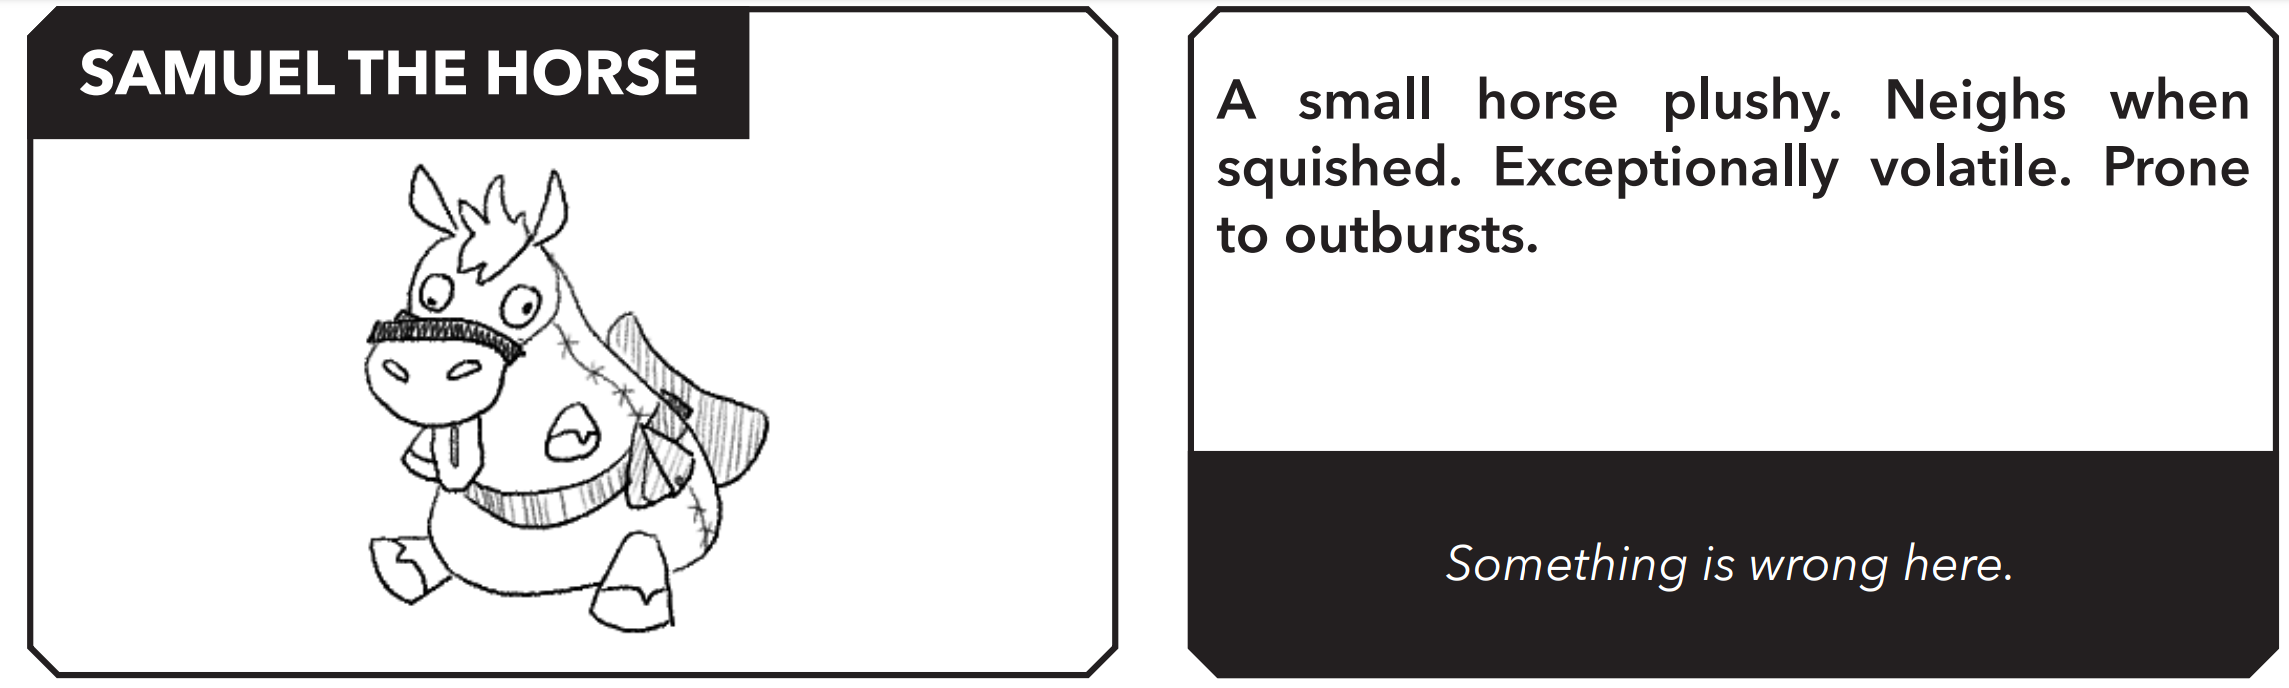 SAMUEL THE HORSE
A small horse plushy. Neighs when
squished. Exceptionally volatile. Prone
to outbursts.
Something is wrong here.